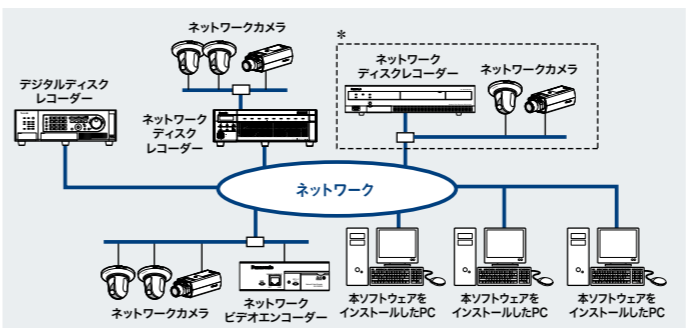 ネットワークカメラ
*
ネットワーク
ディスクレコーダー
ネットワークカメラ
デジタルディスク
レコーダー
ネットワーク
ディスク
レコーダー
ネットワーク
Panasonic
ネットワークカメラ
ネットワーク
ビデオエンコーダー
本ソフトウェアを
インストールしたPC
本ソフトウェアを
インストールしたPC
本ソフトウェアを
インストールしたPC